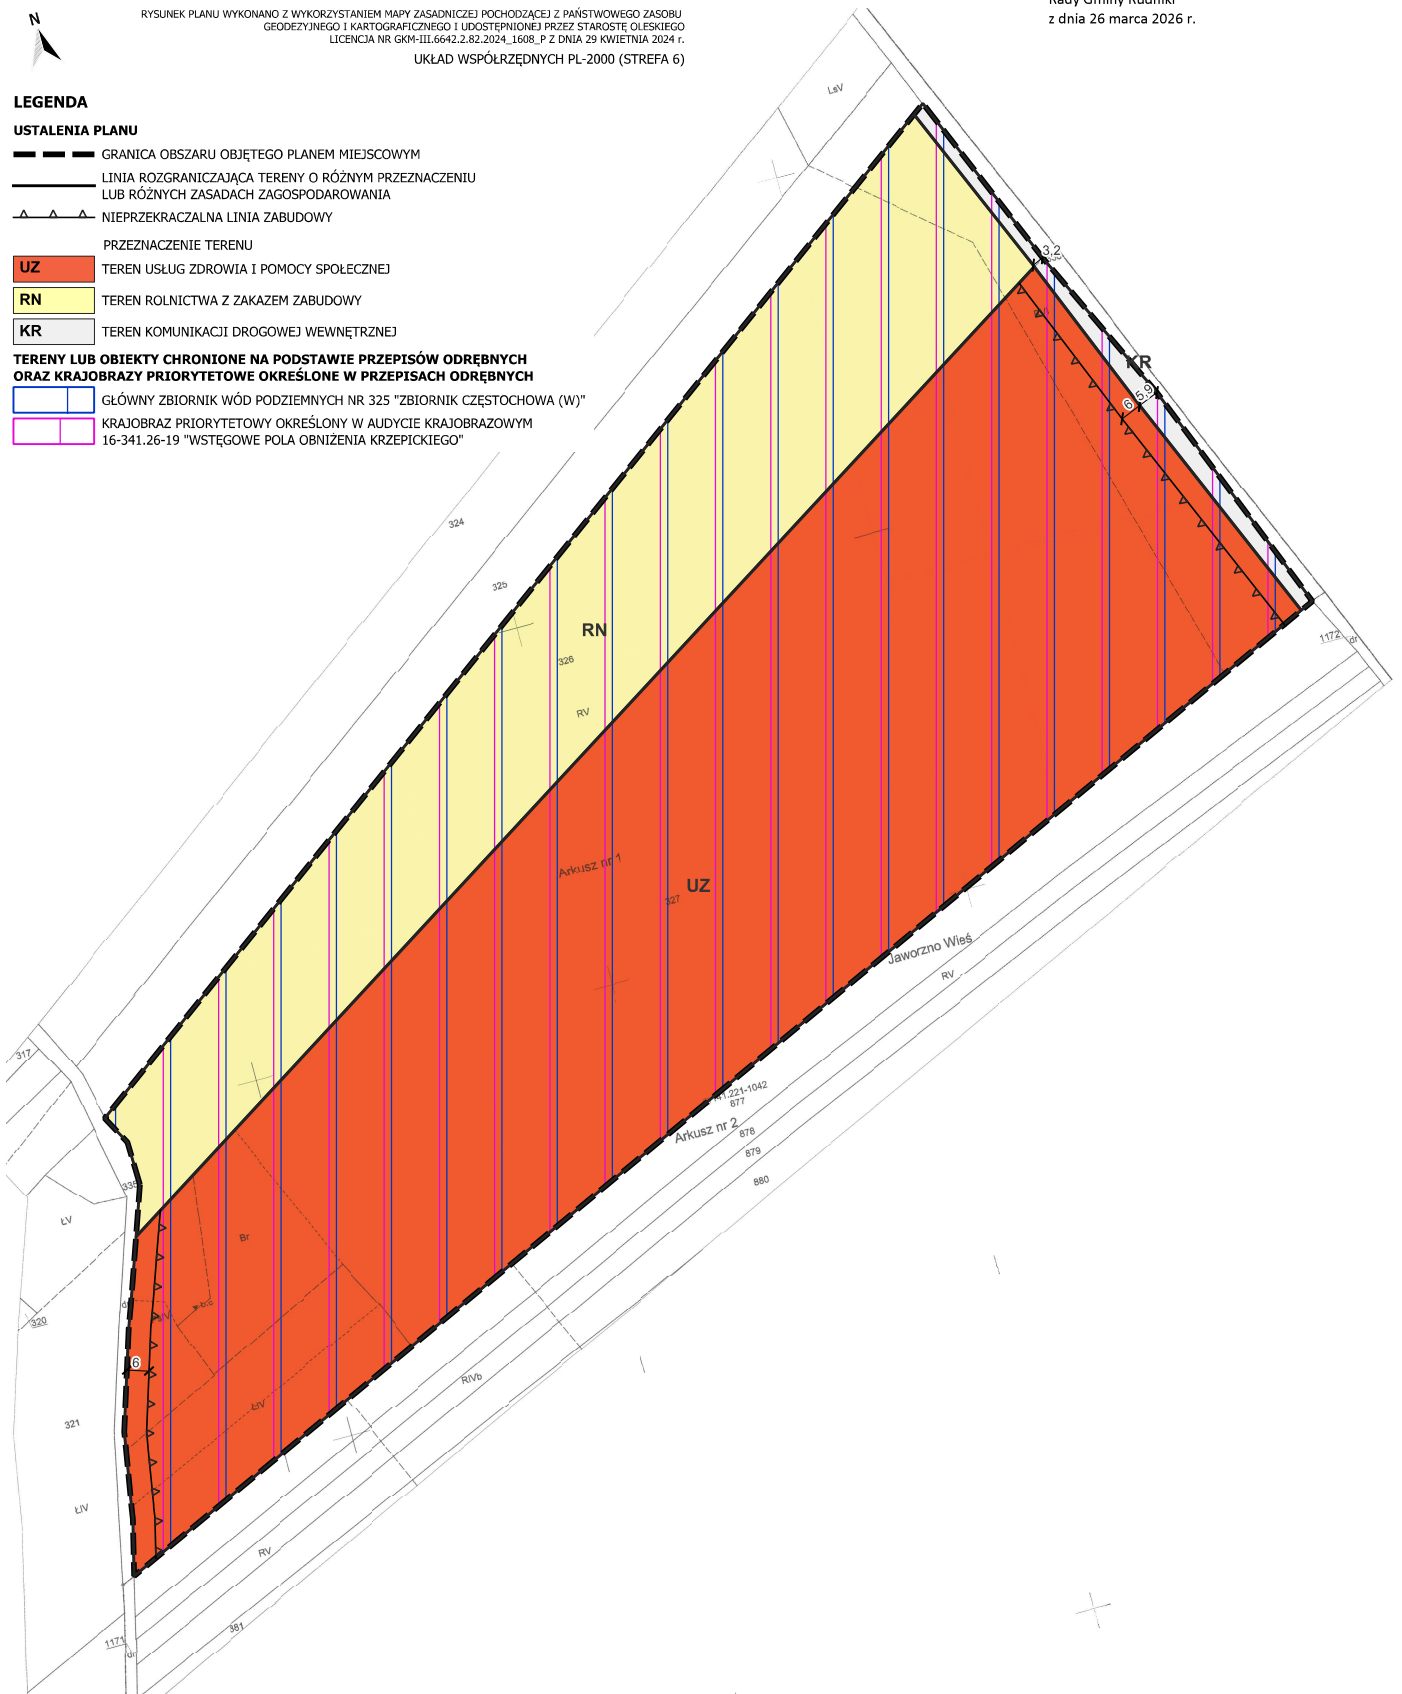 Rady Gminy Rudniki
z dnia 26 marca 2026 r.
N
RYSUNEK PLANU WYKONANO Z WYKORZYSTANIEM MAPY ZASADNICZEJ POCHODZĄCEJ Z PAŃSTWOWEGO ZASOBU
GEODEZYJNEGO I KARTOGRAFICZNEGO I UDOSTĘPNIONEJ PRZEZ STAROSTĘ OLESKIEGO
LICENCJA NR GKM-III.6642.2.82.2024_1608_P Z DNIA 29 KWIETNIA 2024 r.
UKŁAD WSPÓŁRZĘDNYCH PL-2000 (STREFA 6)
LEGENDA
USTALENIA PLANU
GRANICA OBSZARU OBJĘTEGO PLANEM MIEJSCOWYM
LINIA ROZGRANICZAJĄCA TERENY O RÓŻNYM PRZEZNACZENIU
LUB RÓŻNYCH ZASADACH ZAGOSPODAROWANIA
NIEPRZEKRACZALNA LINIA ZABUDOWY
PRZEZNACZENIE TERENU
UZ TEREN USŁUG ZDROWIA I POMOCY SPOŁECZNEJ
RN TEREN ROLNICTWA Z ZAKAZEM ZABUDOWY
KR TEREN KOMUNIKACJI DROGOWEJ WEWNĘTRZNEJ
TERENY LUB OBIEKTY CHRONIONE NA PODSTAWIE PRZEPISÓW ODRĘBNYCH
ORAZ KRAJOBRAZY PRIORYTETOWE OKREŚLONE W PRZEPISACH ODRĘBNYCH
GŁÓWNY ZBIORNIK WÓD PODZIEMNYCH NR 325 "ZBIORNIK CZĘSTOCHOWA (W)"
KRAJOBRAZ PRIORYTETOWY OKREŚLONY W AUDYCIE KRAJOBRAZOWYM
16-341.26-19 "WSTĘGOWE POLA OBNIŻENIA KRZEPICKIEGO"
LsV
3,2
KR
6
5,9
324
325
RN
326
RV
1172
dr
Arkusz nr 1
UZ
327
Jaworzno Wieś
RV
317
877
Arkusz nr 2
878
879
880
335
ŁV
Br
320
6
RIVb
ŁIV
321
ŁIV
RV
381
1171
dr